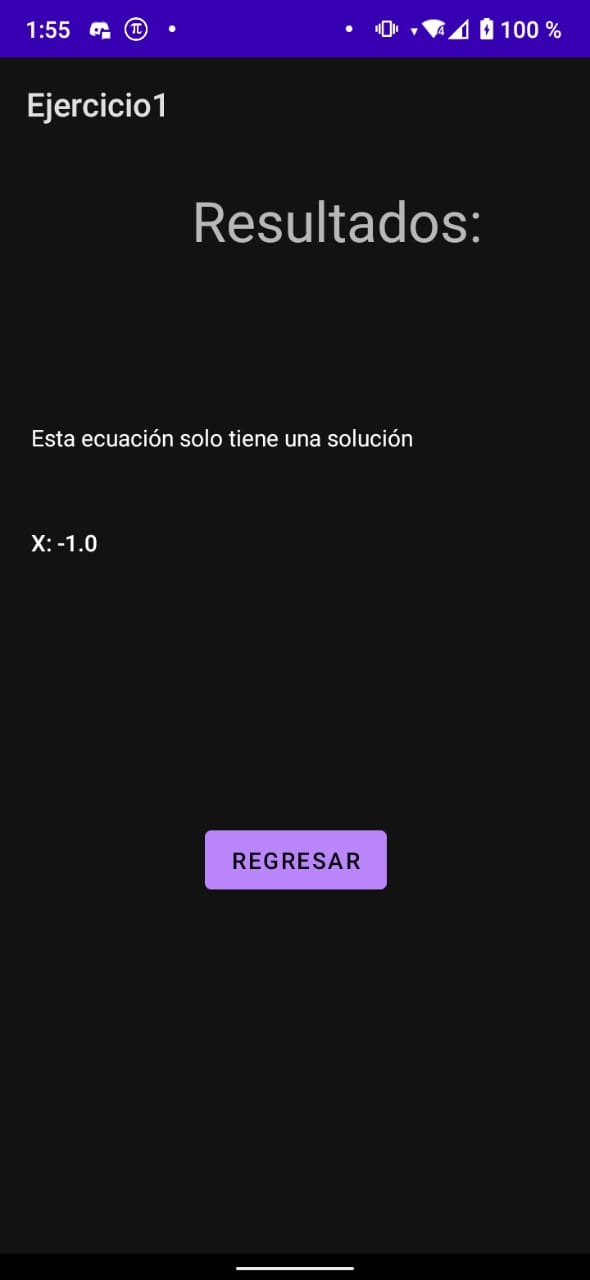 1:55 100 %
Ejercicio1
Resultados:
Esta ecuación solo tiene una solución
X: -1.0
REGRESAR